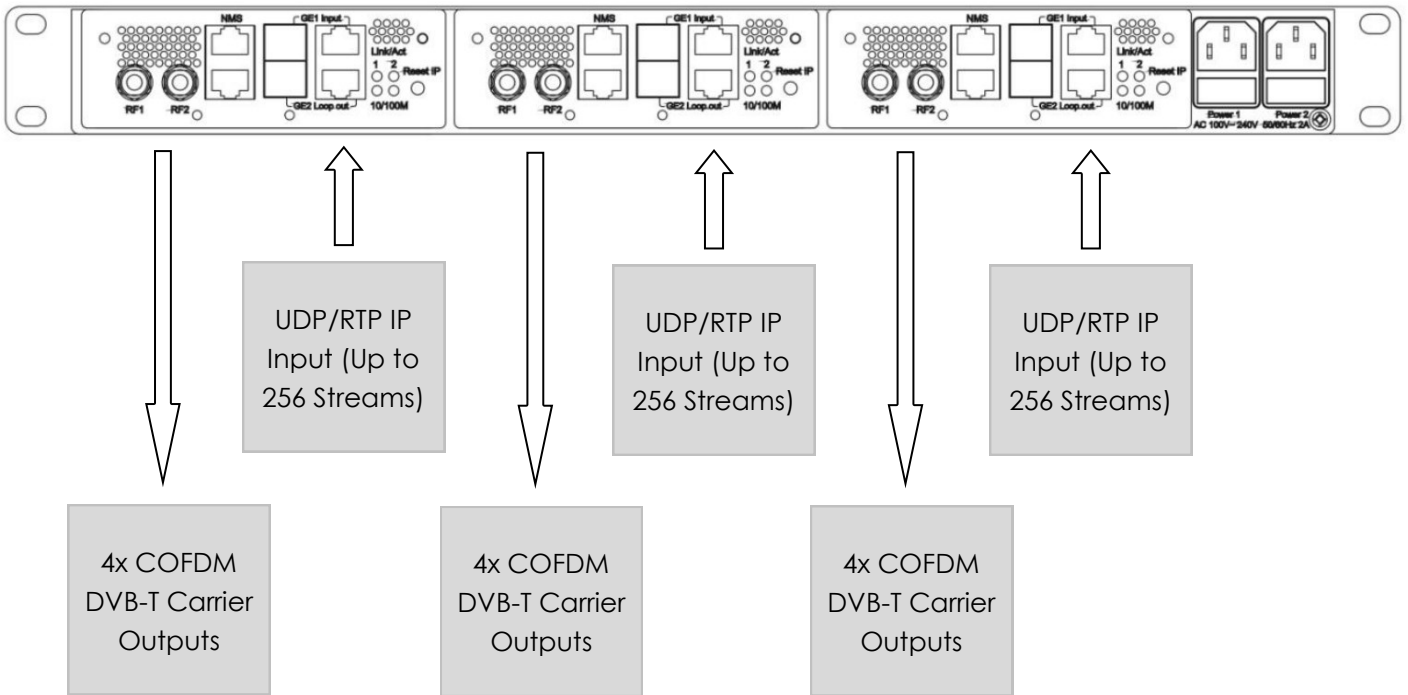 NMS
GE1 Input
Link/Act
1 2
Reset IP
RF1 RF2
GE2 Loop.out
10/100M
NMS
GE1 Input
Link/Act
1 2
Reset IP
RF1 RF2
GE2 Loop.out
10/100M
NMS
GE1 Input
Link/Act
1 2
Reset IP
RF1 RF2
GE2 Loop.out
10/100M
Power 1 Power 2
AC 100V~240V 50/60Hz 2A
UDP/RTP IP
Input (Up to
256 Streams)
UDP/RTP IP
Input (Up to
256 Streams)
UDP/RTP IP
Input (Up to
256 Streams)
4x COFDM
DVB-T Carrier
Outputs
4x COFDM
DVB-T Carrier
Outputs
4x COFDM
DVB-T Carrier
Outputs